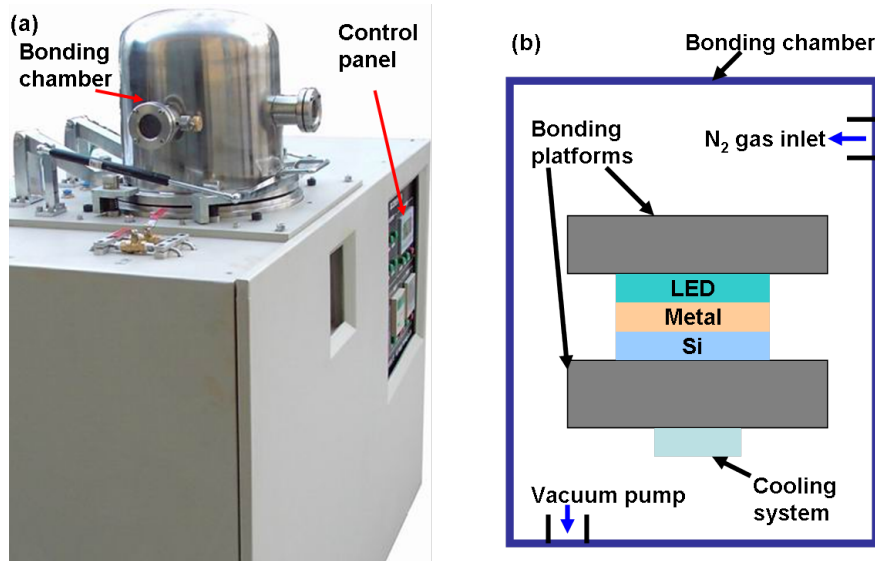 (a)
Bonding
chamber
Control
panel
(b)
Bonding chamber
Bonding
platforms
N₂ gas inlet
LED
Metal
Si
Vacuum pump
Cooling
system